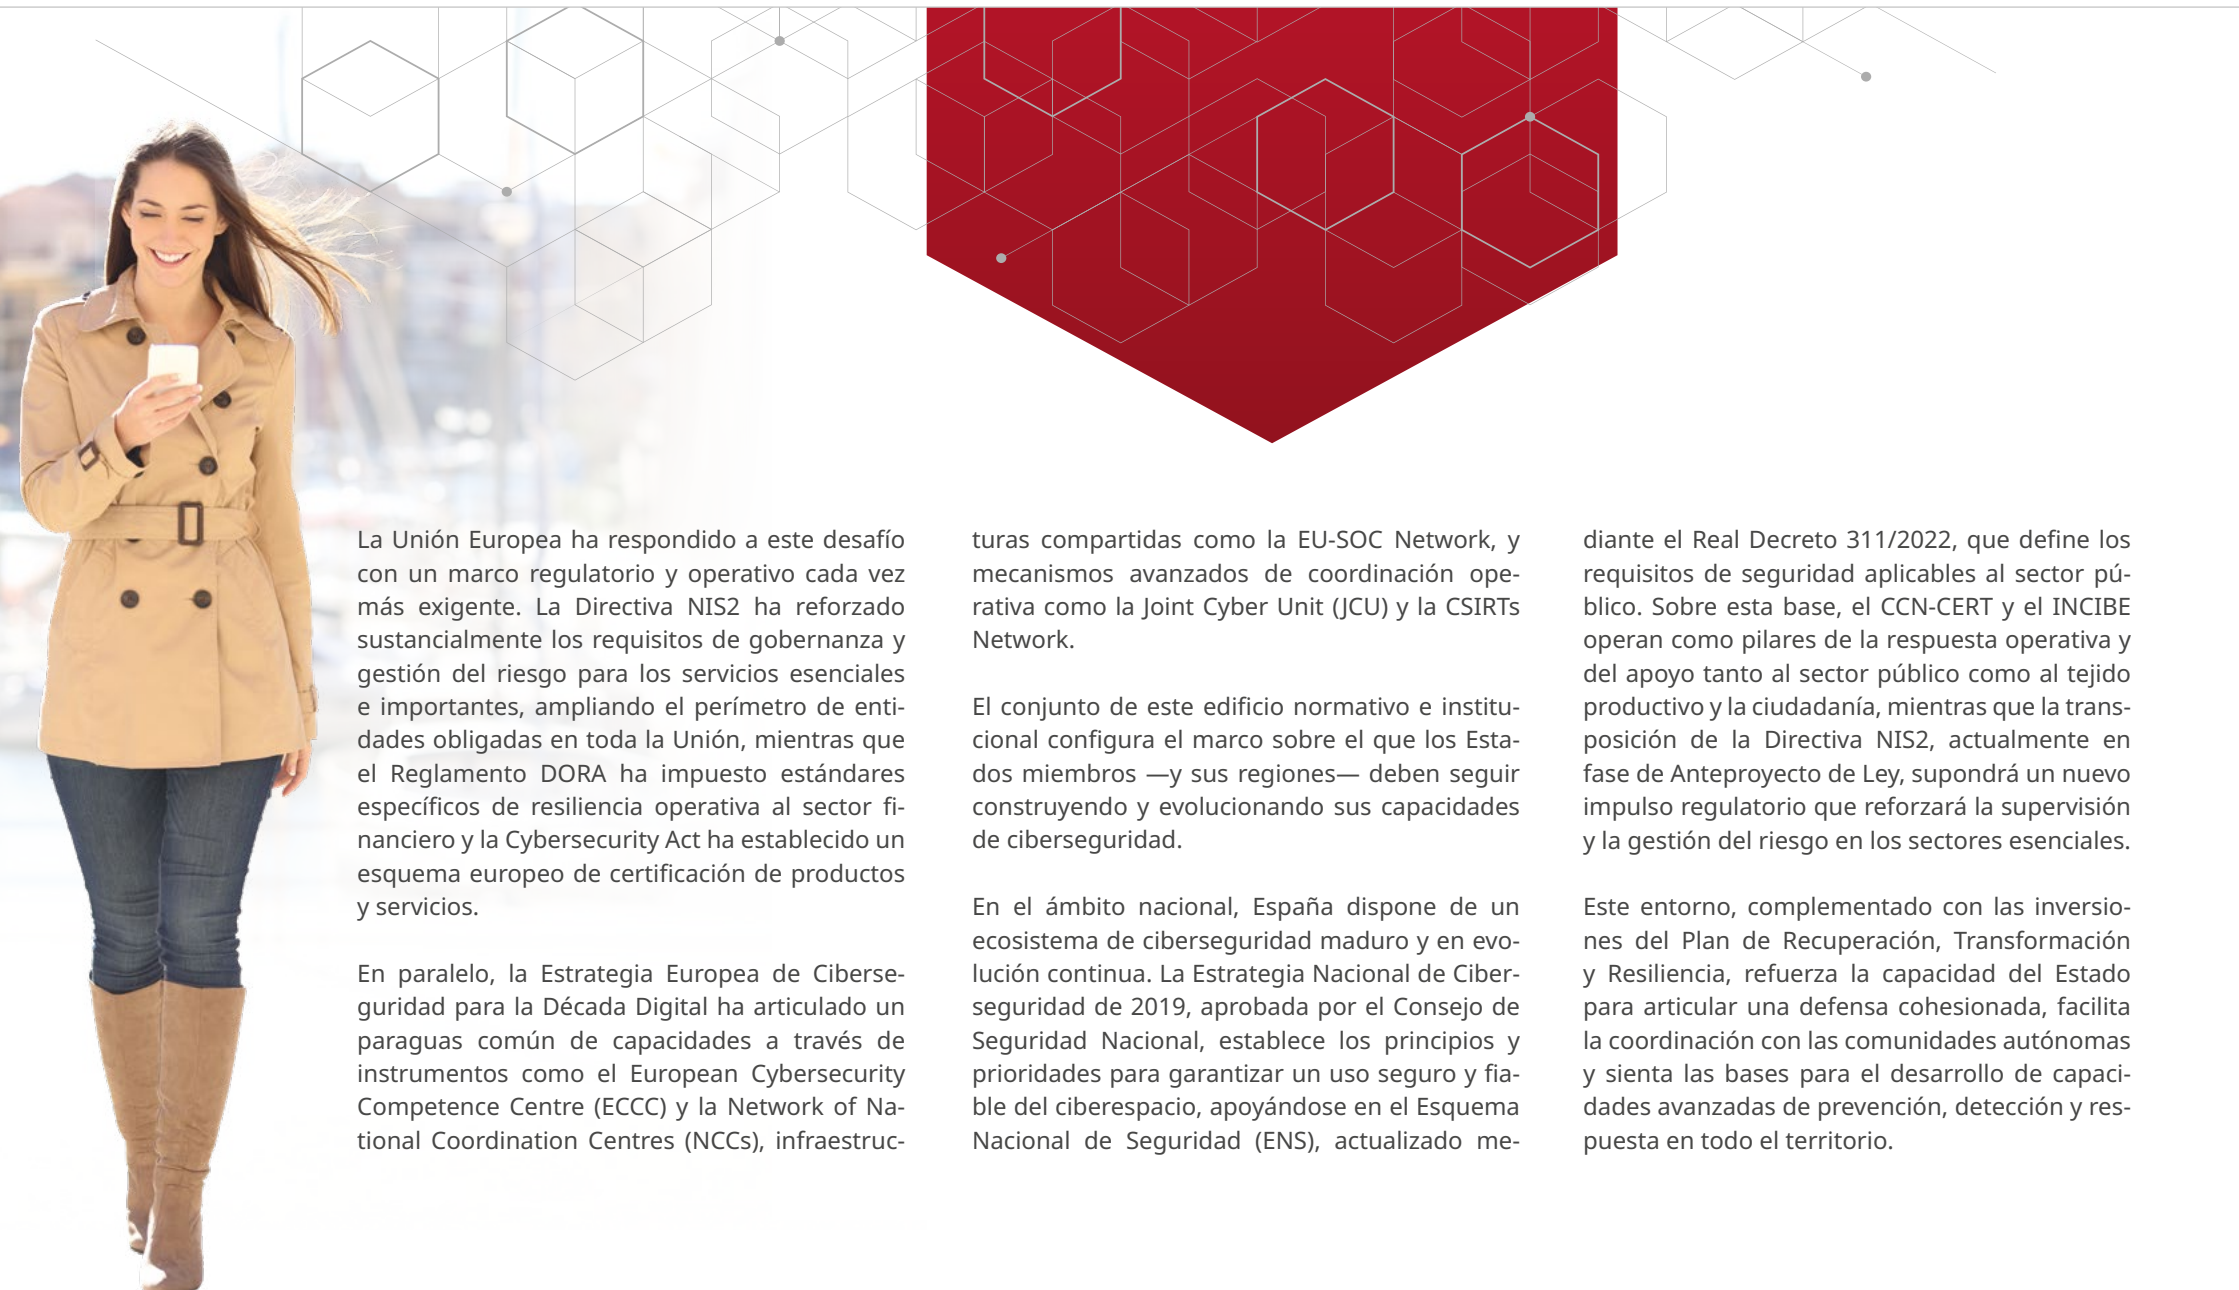 La Unión Europea ha respondido a este desafío
con un marco regulatorio y operativo cada vez
más exigente. La Directiva NIS2 ha reforzado
sustancialmente los requisitos de gobernanza y
gestión del riesgo para los servicios esenciales
e importantes, ampliando el perímetro de enti-
dades obligadas en toda la Unión, mientras que
el Reglamento DORA ha impuesto estándares
específicos de resiliencia operativa al sector fi-
nanciero y la Cybersecurity Act ha establecido un
esquema europeo de certificación de productos
y servicios.
En paralelo, la Estrategia Europea de Ciberse-
guridad para la Década Digital ha articulado un
paraguas común de capacidades a través de
instrumentos como el European Cybersecurity
Competence Centre (ECCC) y la Network of Na-
tional Coordination Centres (NCCs), infraestruc-
turas compartidas como la EU-SOC Network, y
mecanismos avanzados de coordinación ope-
rativa como la Joint Cyber Unit (JCU) y la CSIRTs
Network.
El conjunto de este edificio normativo e institu-
cional configura el marco sobre el que los Esta-
dos miembros —y sus regiones— deben seguir
construyendo y evolucionando sus capacidades
de ciberseguridad.
En el ámbito nacional, España dispone de un
ecosistema de ciberseguridad maduro y en evo-
lución continua. La Estrategia Nacional de Ciber-
seguridad de 2019, aprobada por el Consejo de
Seguridad Nacional, establece los principios y
prioridades para garantizar un uso seguro y fia-
ble del ciberespacio, apoyándose en el Esquema
Nacional de Seguridad (ENS), actualizado me-
diante el Real Decreto 311/2022, que define los
requisitos de seguridad aplicables al sector pú-
blico. Sobre esta base, el CCN-CERT y el INCIBE
operan como pilares de la respuesta operativa y
del apoyo tanto al sector público como al tejido
productivo y la ciudadanía, mientras que la trans-
posición de la Directiva NIS2, actualmente en
fase de Anteproyecto de Ley, supondrá un nuevo
impulso regulatorio que reforzará la supervisión
y la gestión del riesgo en los sectores esenciales.
Este entorno, complementado con las inversio-
nes del Plan de Recuperación, Transformación
y Resiliencia, refuerza la capacidad del Estado
para articular una defensa cohesionada, facilita
la coordinación con las comunidades autónomas
y sienta las bases para el desarrollo de capaci-
dades avanzadas de prevención, detección y res-
puesta en todo el territorio.